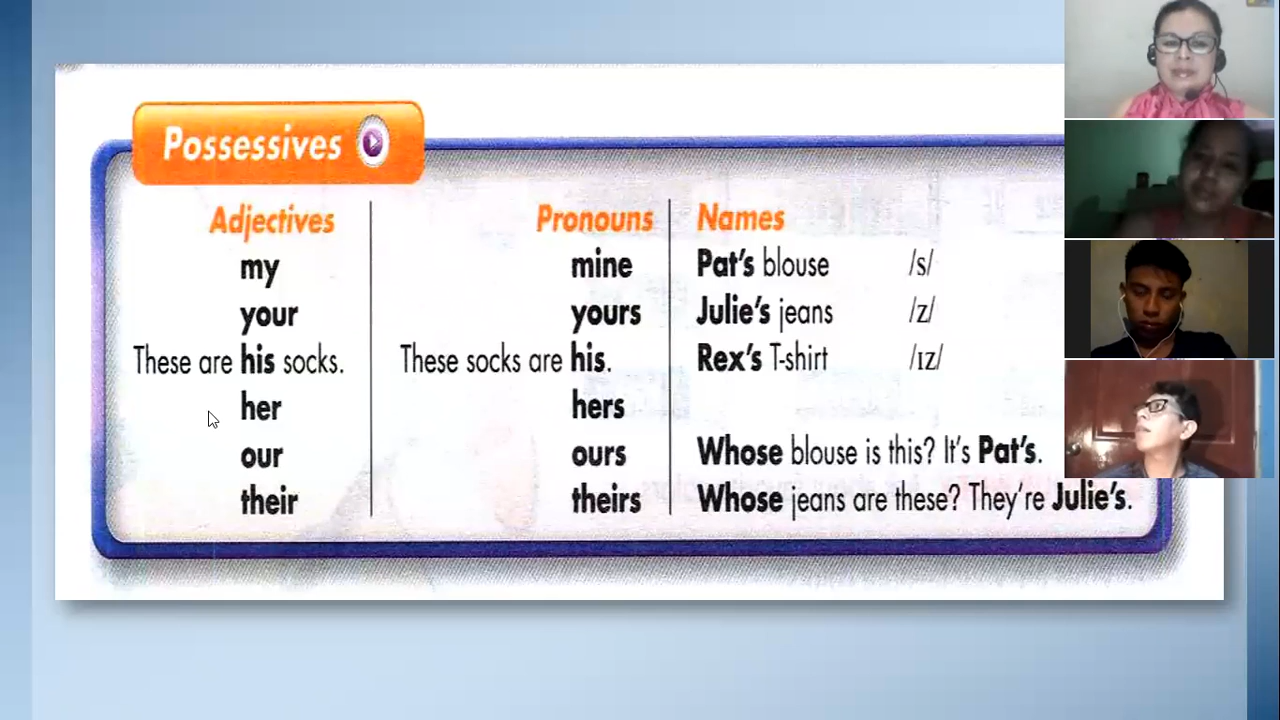 Possessives
Adjectives Pronouns Names
my mine Pat's blouse /s/
your yours Julie's jeans /z/
These are his socks. These socks are his. Rex's T-shirt /ɪz/
her hers
our ours Whose blouse is this? It's Pat's.
their theirs Whose jeans are these? They're Julie's.